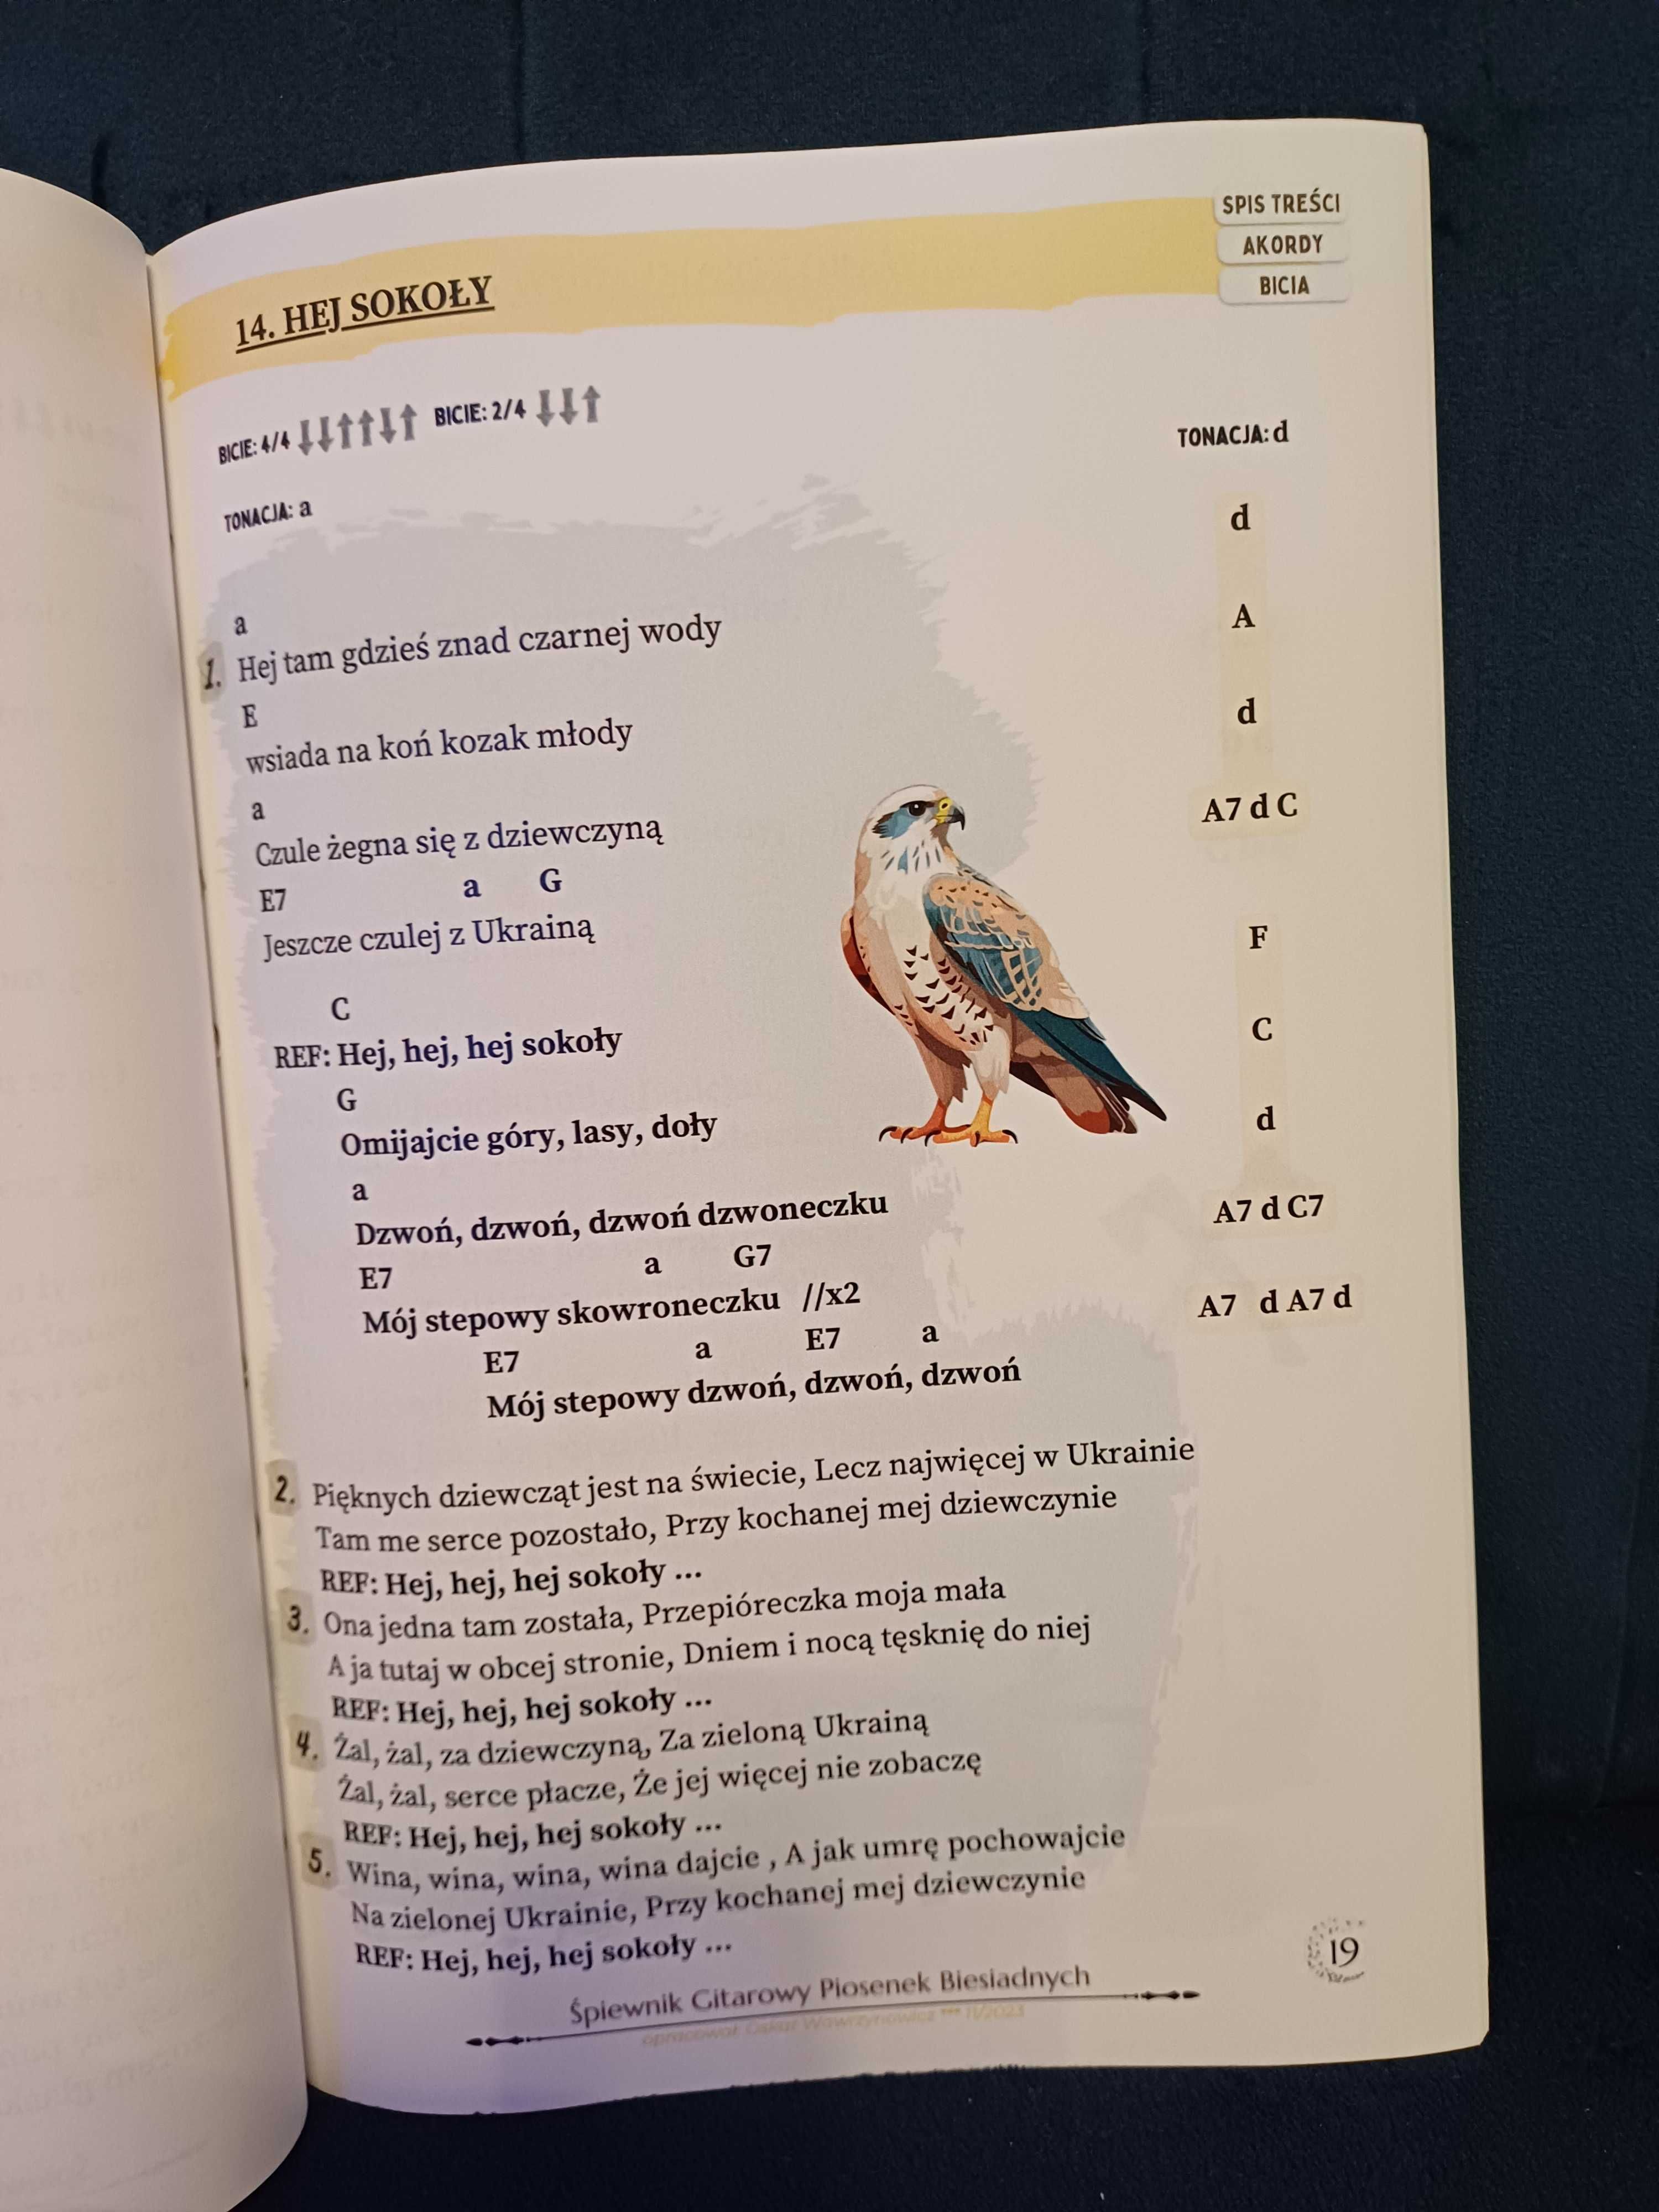 SPIS TREŚCI
AKORDY
BICIA
14. HEJ SOKOŁY
BICIE: 4/4 ↓↓↑↑↓↑ BICIE: 2/4 ↓↓↑
TONACJA: a
TONACJA: d
a
d
1. Hej tam gdzieś znad czarnej wody
E
A
wsiada na koń kozak młody
a
d
Czule żegna się z dziewczyną
E7 a G
A7 d C
Jeszcze czulej z Ukrainą
C
F
REF: Hej, hej, hej sokoły
G
C
Omijajcie góry, lasy, doły
a
d
Dzwoń, dzwoń, dzwoń dzwoneczku
E7 a G7
A7 d C7
Mój stepowy skowroneczku //x2
E7 a E7 a
A7 d A7 d
Mój stepowy dzwoń, dzwoń, dzwoń
2. Pięknych dziewcząt jest na świecie, Lecz najwięcej w Ukrainie
Tam me serce pozostało, Przy kochanej mej dziewczynie
REF: Hej, hej, hej sokoły ...
3. Ona jedna tam została, Przepióreczka moja mała
A ja tutaj w obcej stronie, Dniem i nocą tęsknię do niej
REF: Hej, hej, hej sokoły ...
4. Żal, żal, za dziewczyną, Za zieloną Ukrainą
Żal, żal, serce płacze, Że jej więcej nie zobaczę
REF: Hej, hej, hej sokoły ...
5. Wina, wina, wina, wina dajcie , A jak umrę pochowajcie
Na zielonej Ukrainie, Przy kochanej mej dziewczynie
REF: Hej, hej, hej sokoły ...
19
Śpiewnik Gitarowy Piosenek Biesiadnych
opracował Oskar Wawrzynowicz *** 11/2023